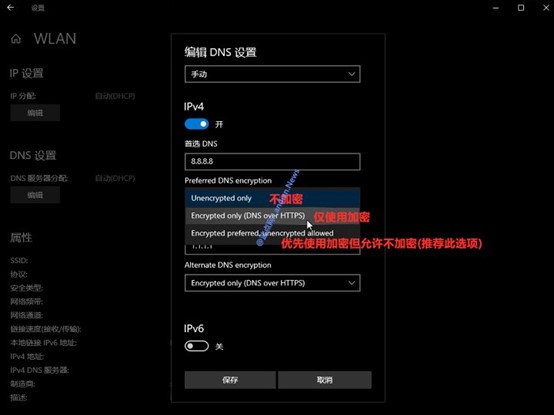 设置
WLAN
IP 设置
IP 分配:
自动(DHCP)
编辑
DNS 设置
DNS 服务器分配:
自动(DHCP)
编辑
属性
SSID:
协议:
安全类型:
网络频带:
网络通道:
链接速度(接收/传输):
本地链接 IPv6 地址:
IPv4 地址:
IPv4 DNS 服务器:
制造商:
描述:
编辑 DNS 设置
手动
IPv4
开
首选 DNS
8.8.8.8
Preferred DNS encryption
Unencrypted only
不加密
Encrypted only (DNS over HTTPS)
仅使用加密
Encrypted preferred, unencrypted allowed
优先使用加密但允许不加密(推荐此选项)
1.1.1.1
Alternate DNS encryption
Encrypted only (DNS over HTTPS)
IPv6
关
保存
取消